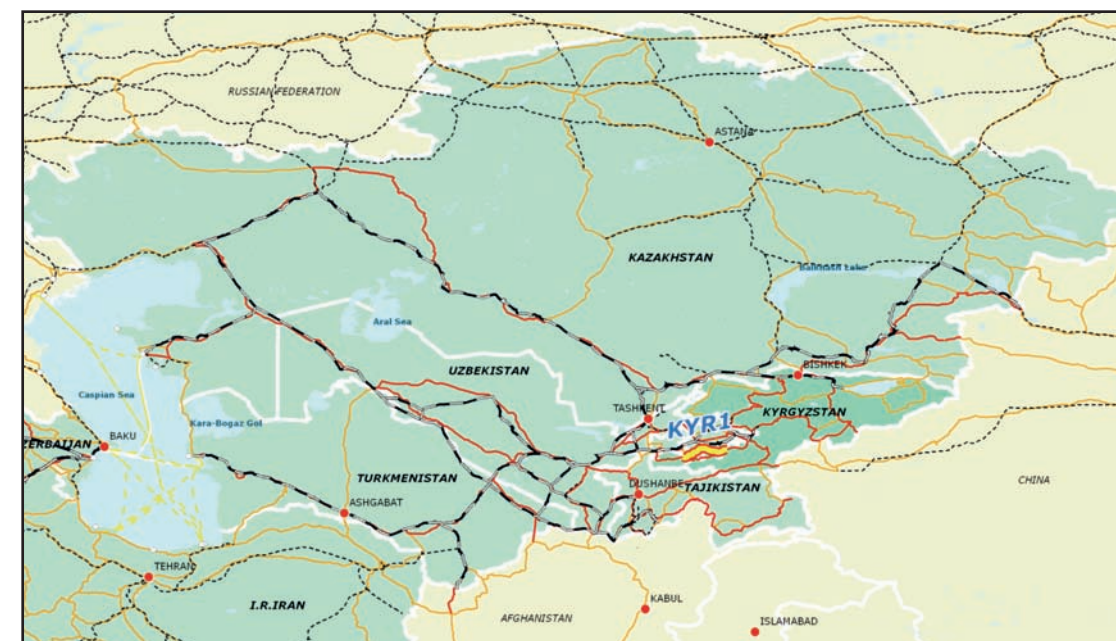 RUSSIAN FEDERATION
ASTANA
KAZAKHSTAN
Balkhash Lake
Aral Sea
UZBEKISTAN
BISHKEK
Caspian Sea
TASHKENT
KYR1
KYRGYZSTAN
Kara-Bogaz Gol
ZERBAIJAN
BAKU
TURKMENISTAN
DUSHANBE
TAJIKISTAN
CHINA
ASHGABAT
TEHRAN
I.R.IRAN
AFGHANISTAN
KABUL
ISLAMABAD